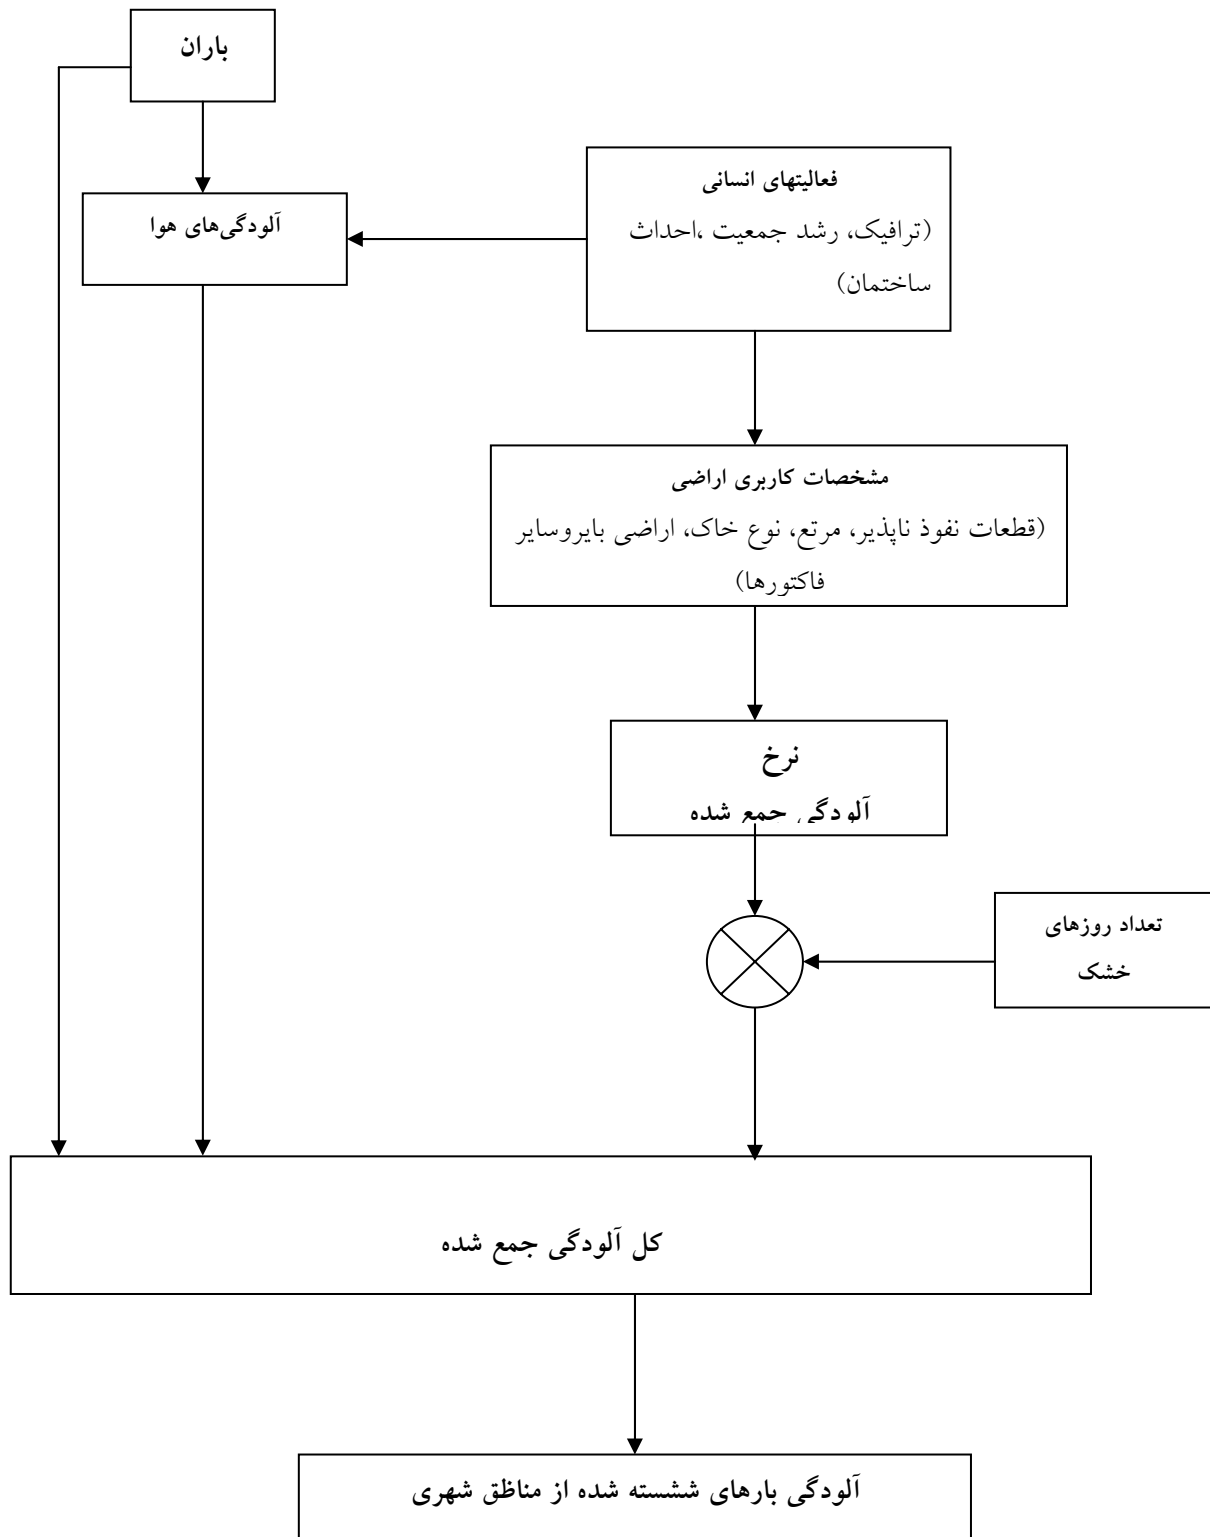 باران
فعالیتهای انسانی
(ترافیک، رشد جمعیت ،احداث
ساختمان)
آلودگی‌های هوا
مشخصات کاربری اراضی
(قطعات نفوذ ناپذیر، مرتع، نوع خاک، اراضی بایروسایر
فاکتورها)
نرخ
آلودگی جمع شده
تعداد روزهای
خشک
کل آلودگی جمع شده
آلودگی بارهای ششسته شده از مناظق شهری